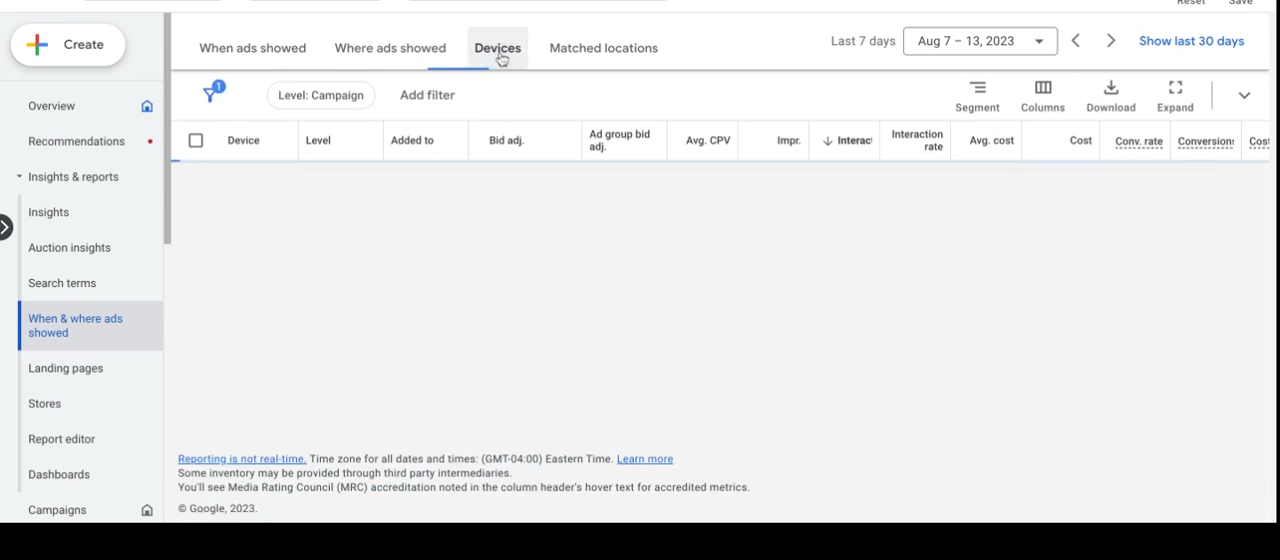 Reset Save
Create
When ads showed Where ads showed Devices Matched locations
Last 7 days Aug 7 – 13, 2023 Show last 30 days
1
Level: Campaign Add filter
Segment Columns Download Expand
Device Level Added to Bid adj. Ad group bid adj. Avg. CPV Impr. Interac Interaction rate Avg. cost Cost Conv. rate Conversions Cost
Overview
Recommendations
Insights & reports
Insights
Auction insights
Search terms
When & where ads
showed
Landing pages
Stores
Report editor
Dashboards
Campaigns
Reporting is not real-time. Time zone for all dates and times: (GMT-04:00) Eastern Time. Learn more
Some inventory may be provided through third party intermediaries.
You'll see Media Rating Council (MRC) accreditation noted in the column header's hover text for accredited metrics.
© Google, 2023.